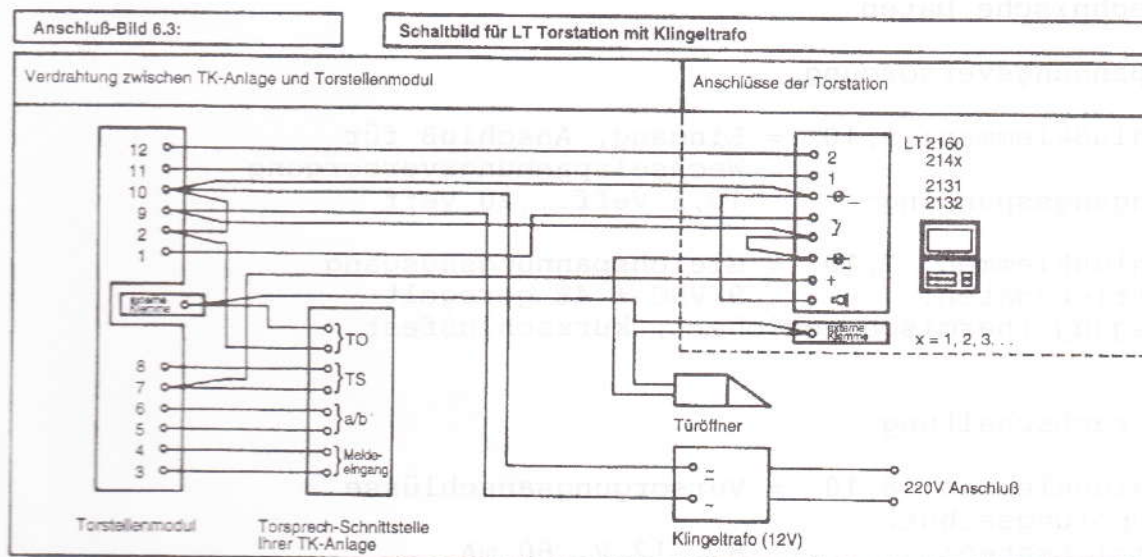 Anschluß-Bild 6.3:
Schaltbild für LT Torstation mit Klingeltrafo
Verdrahtung zwischen TK-Anlage und Torstellenmodul
Anschlüsse der Torstation
12
11
10
9
2
1
externe
Klemme
8
7
6
5
4
3
TO
TS
a/b
Melde-
eingang
2
1
+
externe
Klemme
LT2160
214x
2131
2132
x = 1, 2, 3. . .
Türöffner
~
~
220V Anschluß
Klingeltrafo (12V)
Torstellenmodul
Torsprech-Schnittstelle
Ihrer TK-Anlage